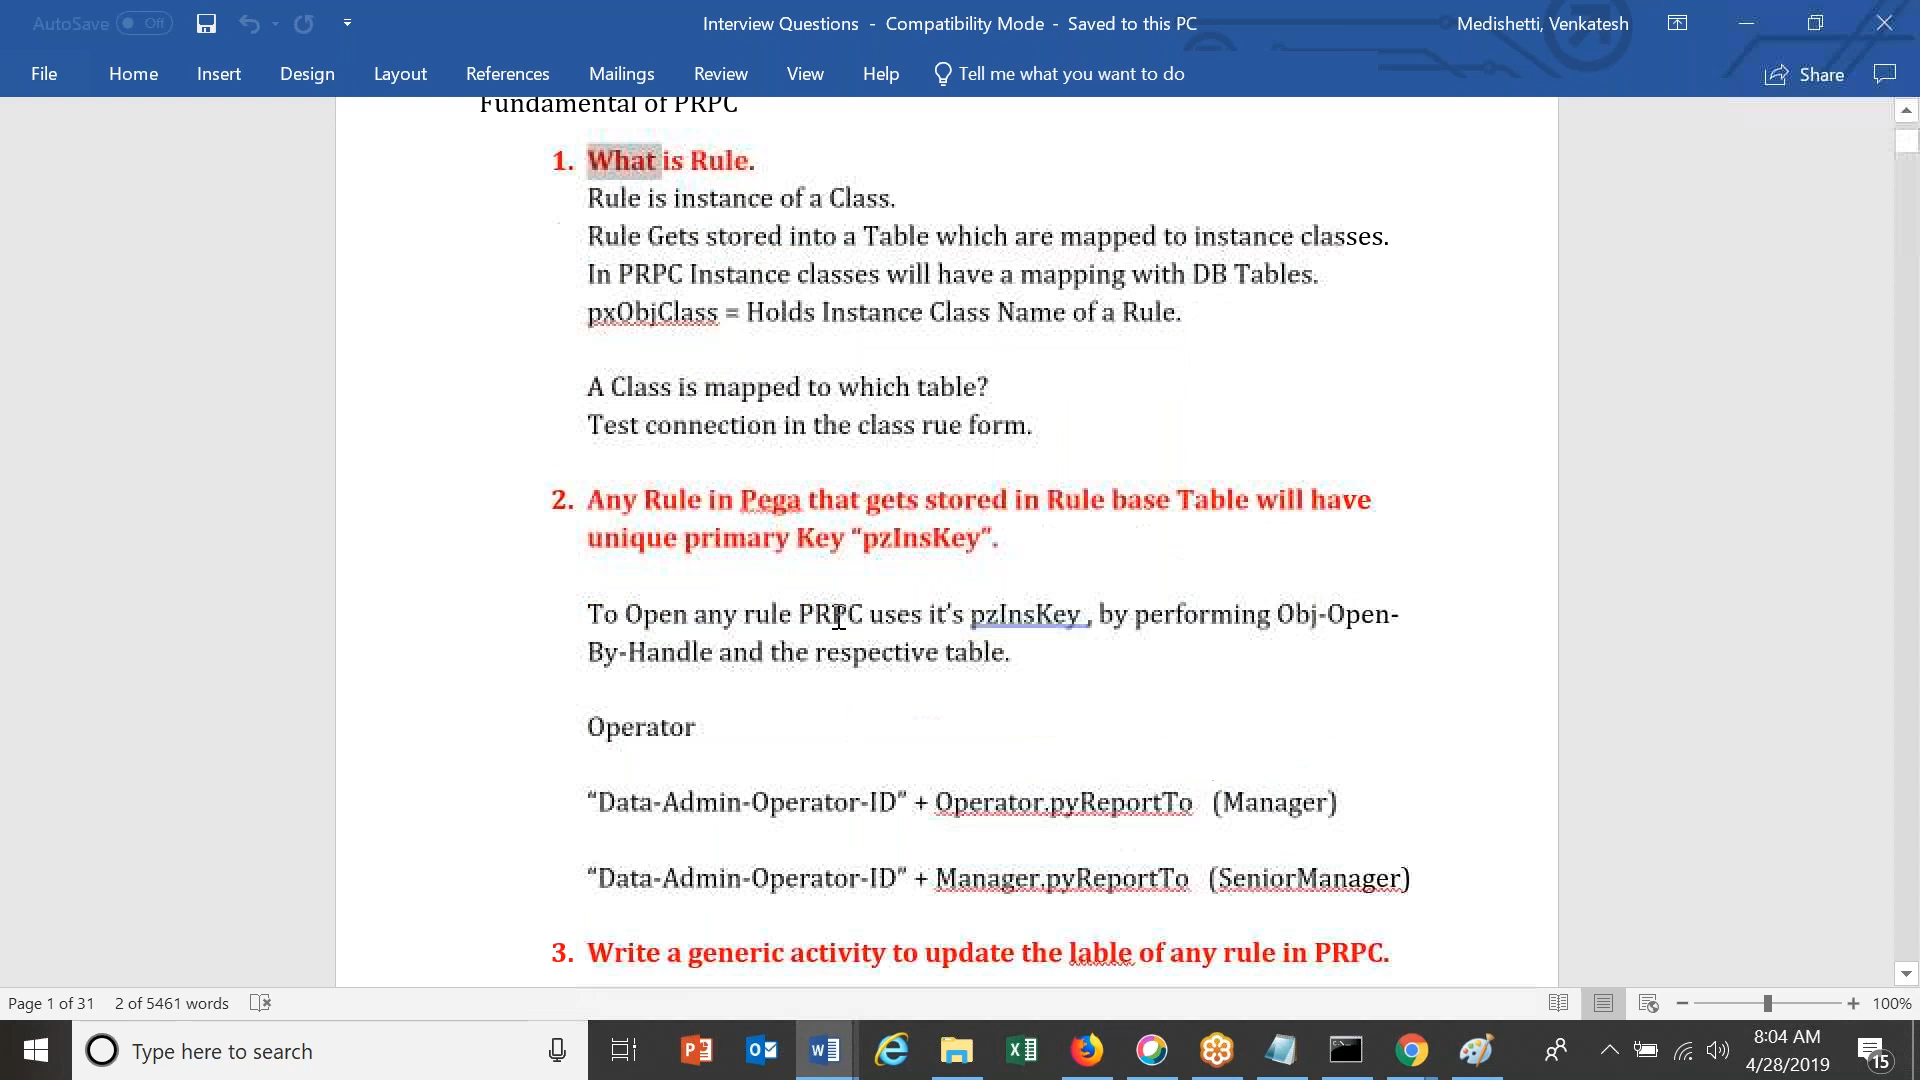 AutoSave Off
Interview Questions - Compatibility Mode - Saved to this PC
Medishetti, Venkatesh
File Home Insert Design Layout References Mailings Review View Help Tell me what you want to do
Share
Fundamental of PRPC
1. What is Rule.
Rule is instance of a Class.
Rule Gets stored into a Table which are mapped to instance classes.
In PRPC Instance classes will have a mapping with DB Tables.
pxObjClass = Holds Instance Class Name of a Rule.
A Class is mapped to which table?
Test connection in the class rue form.
2. Any Rule in Pega that gets stored in Rule base Table will have
unique primary Key “pzInsKey”.
To Open any rule PRPC uses it's pzInsKey , by performing Obj-Open-
By-Handle and the respective table.
Operator
“Data-Admin-Operator-ID” + Operator.pyReportTo (Manager)
“Data-Admin-Operator-ID” + Manager.pyReportTo (SeniorManager)
3. Write a generic activity to update the lable of any rule in PRPC.
Page 1 of 31 2 of 5461 words
100%
Type here to search
8:04 AM
4/28/2019
15